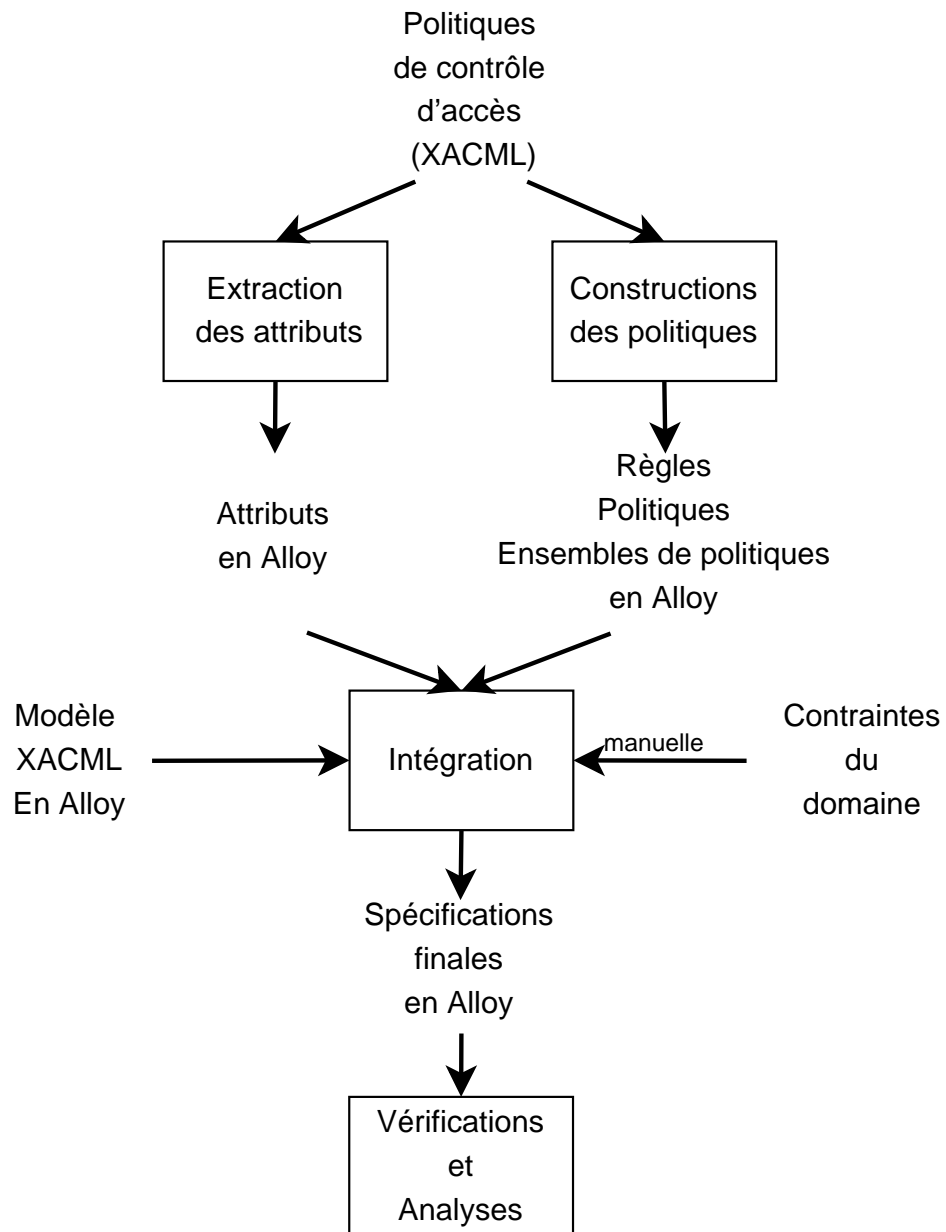 Politiques
de contrôle
d'accès
(XACML)
Extraction
des attributs
Constructions
des politiques
Attributs
en Alloy
Règles
Politiques
Ensembles de politiques
en Alloy
Modèle
XACML
En Alloy
Intégration
manuelle
Contraintes
du
domaine
Spécifications
finales
en Alloy
Vérifications
et
Analyses